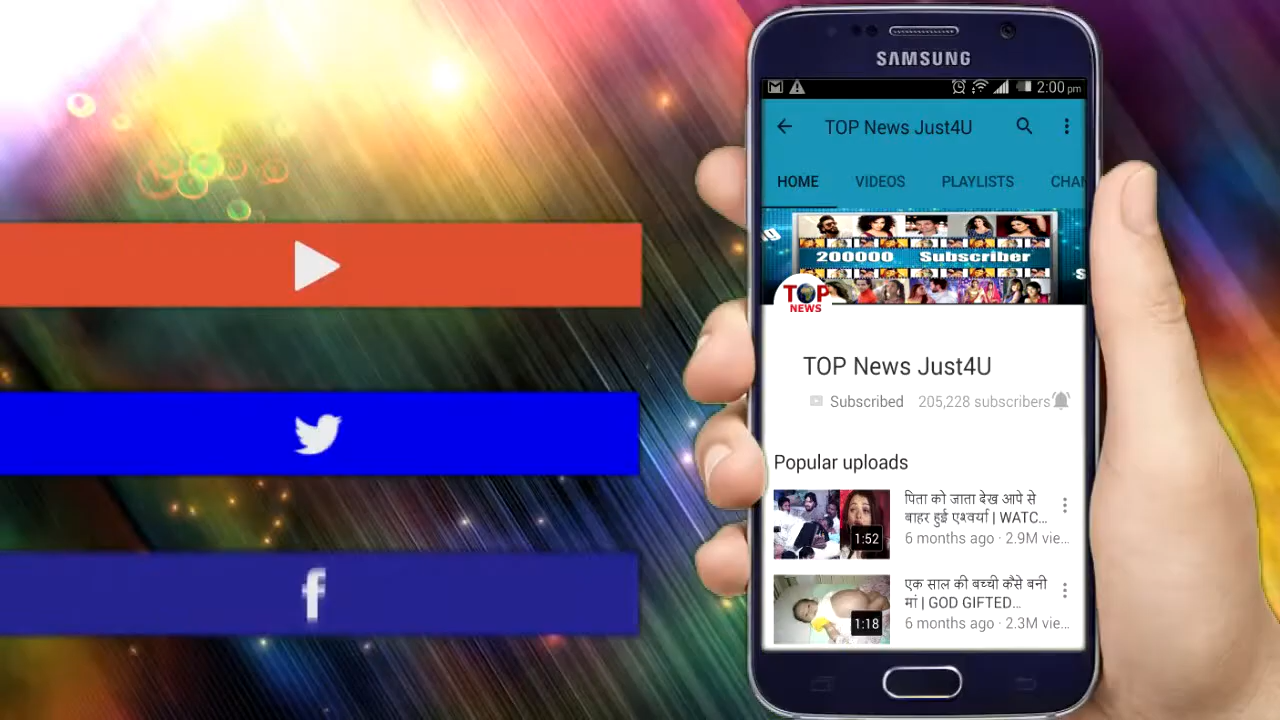 SAMSUNG
2:00 pm
TOP News Just4U
HOME VIDEOS PLAYLISTS CHAN
200000 Subscriber
TOP
NEWS
TOP News Just4U
Subscribed 205,228 subscribers
Popular uploads
पिता को जाता देख आपे से
बाहर हुई एश्वर्या | WATC...
6 months ago · 2.9M vie...
1:52
एक साल की बच्ची कैसे बनी
मां | GOD GIFTED...
6 months ago · 2.3M vie...
1:18